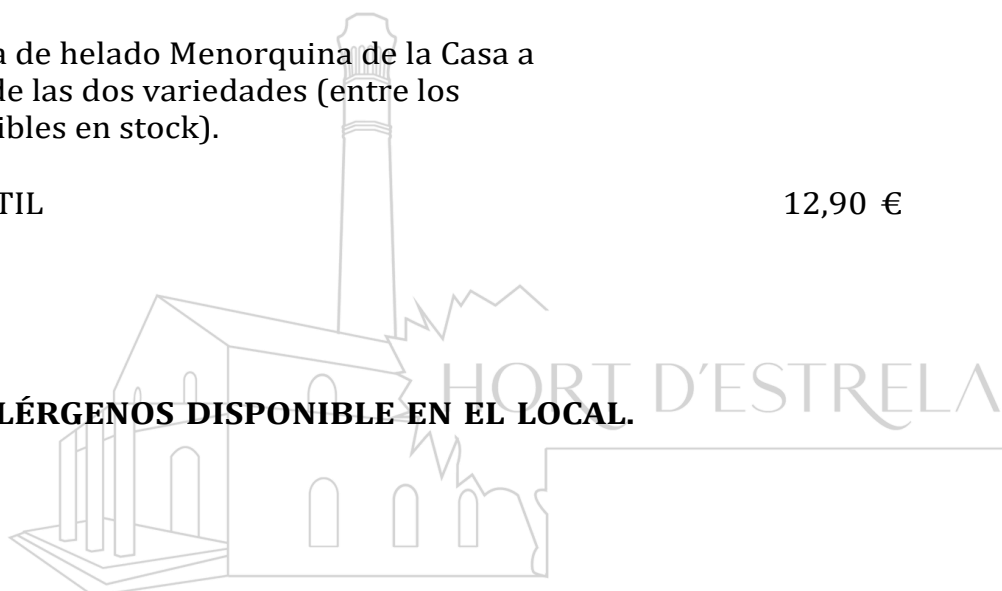 a de helado Menorquina de la Casa a
de las dos variedades (entre los
ibles en stock).
TIL 12,90 €
HORT D'ESTRELA
LÉRGENOS DISPONIBLE EN EL LOCAL.